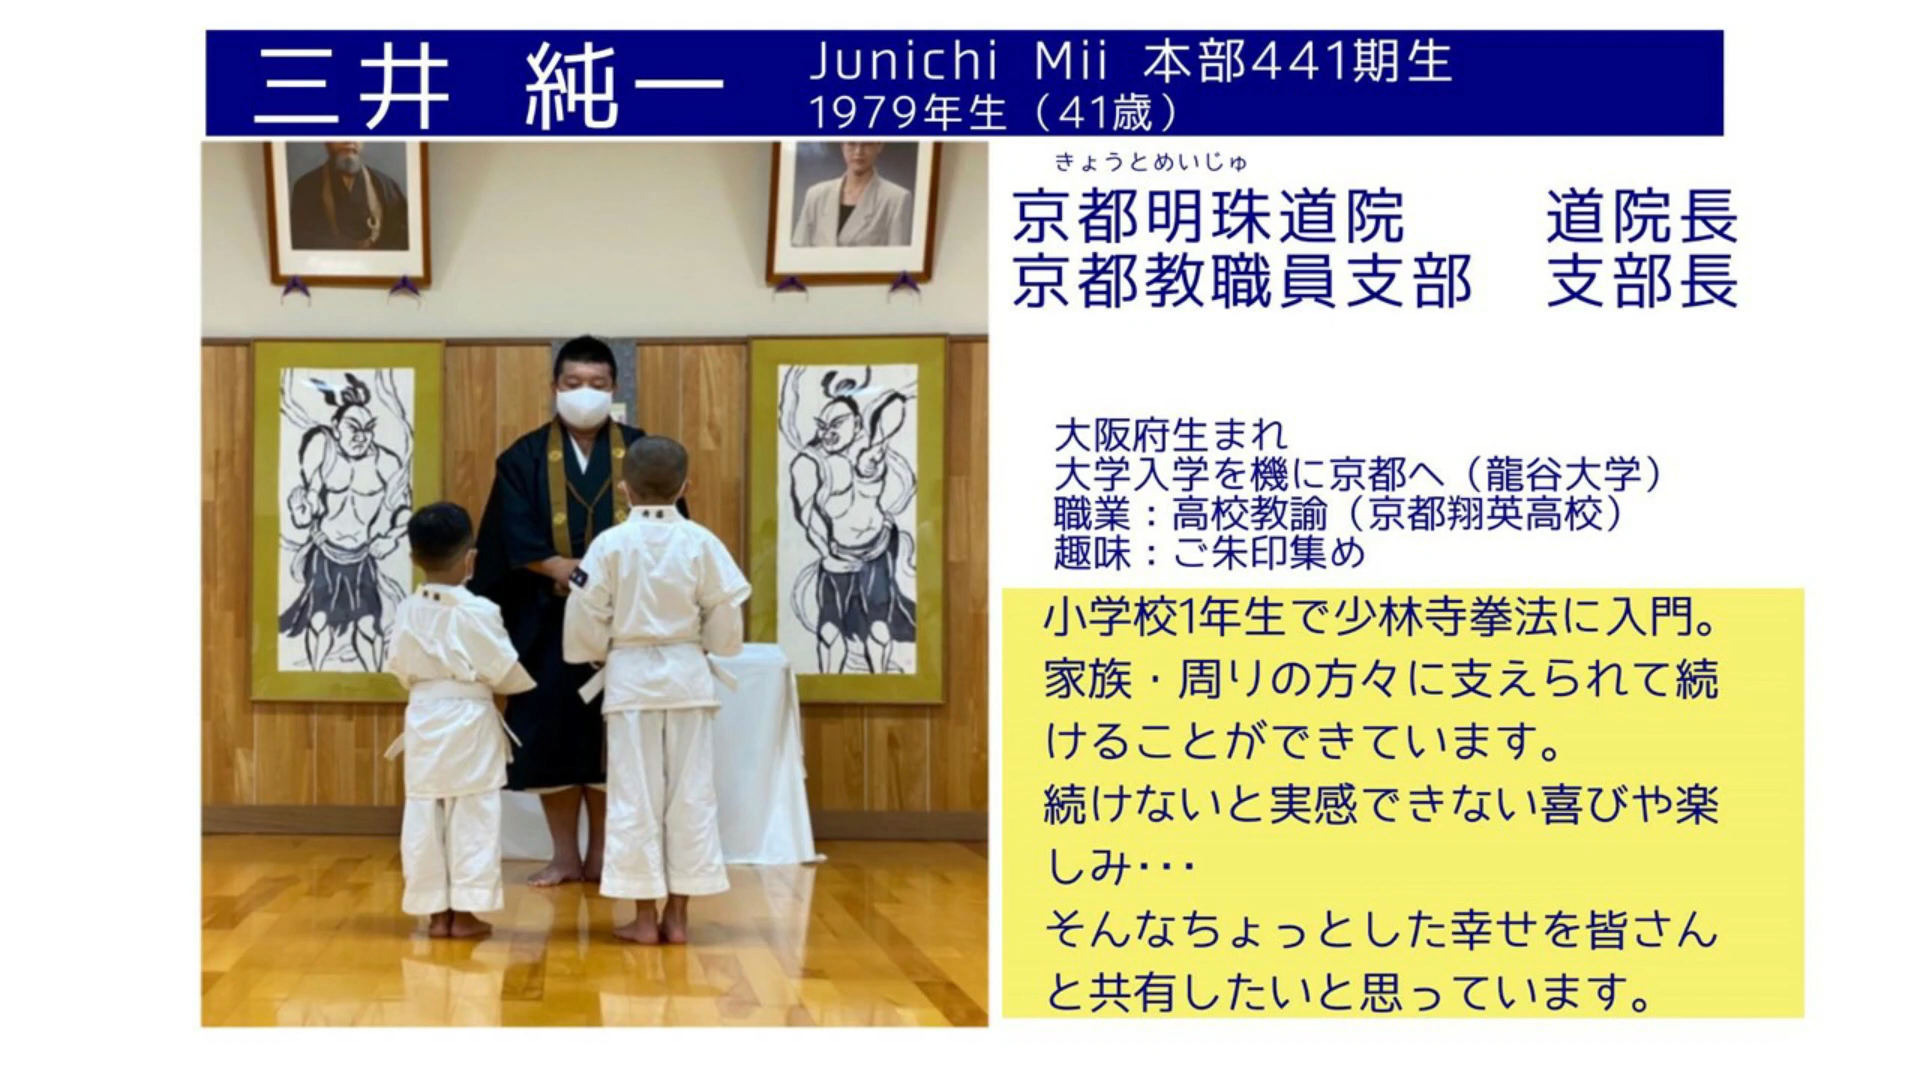 三井 純一
Junichi Mii 本部441期生
1979年生（41歳）
きょうとめいじゅ
京都明珠道院 道院長
京都教職員支部 支部長
大阪府生まれ
大学入学を機に京都へ（龍谷大学）
職業：高校教諭（京都翔英高校）
趣味：ご朱印集め
小学校1年生で少林寺拳法に入門。
家族・周りの方々に支えられて続
けることができています。
続けないと実感できない喜びや楽
しみ･･･
そんなちょっとした幸せを皆さん
と共有したいと思っています。